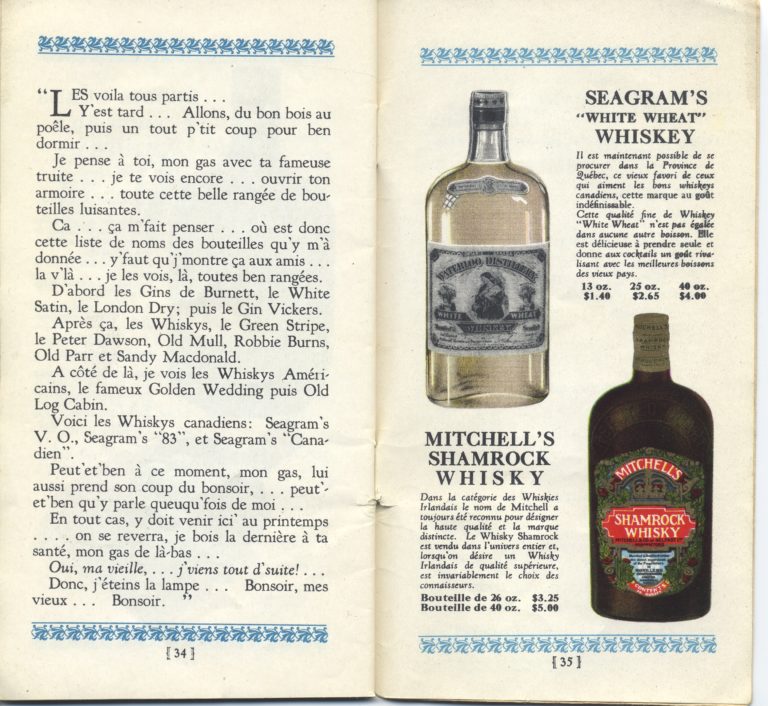 “LES voila tous partis . . .
Y'est tard . . . Allons, du bon bois au
poêle, puis un tout p'tit coup pour ben
dormir . . .
Je pense à toi, mon gas avec ta fameuse
truite . . . je te vois encore . . . ouvrir ton
armoire . . . toute cette belle rangée de bou-
teilles luisantes.
Ca . . . ça m'fait penser . . . où est donc
cette liste de noms des bouteilles qu'y m'à
donnée . . . y'faut qu'j'montre ça aux amis . . .
la v'là . . . je les vois, là, toutes ben rangées.
D'abord les Gins de Burnett, le White
Satin, le London Dry; puis le Gin Vickers.
Après ça, les Whiskys, le Green Stripe,
le Peter Dawson, Old Mull, Robbie Burns,
Old Parr et Sandy Macdonald.
A côté de là, je vois les Whiskys Améri-
cains, le fameux Golden Wedding puis Old
Log Cabin.
Voici les Whiskys canadiens: Seagram's
V. O., Seagram's “83”, et Seagram's “Cana-
dien”.
Peut'et'ben à ce moment, mon gas, lui
aussi prend son coup du bonsoir, . . . peut'-
et'ben qu'y parle queuqu'fois de moi . . .
En tout cas, y doit venir ici' au printemps
. . . . on se reverra, je bois la dernière à ta
santé, mon gas de là-bas . . .
Oui, ma vieille, . . . j'viens tout d'suite! . . .
Donc, j'éteins la lampe . . . Bonsoir, mes
vieux . . . Bonsoir. ”
[34]
SEAGRAM'S
“WHITE WHEAT”
WHISKEY
Il est maintenant possible de se
procurer dans la Province de
Québec, ce vieux favori de ceux
qui aiment les bons whiskeys
canadiens, cette marque au goût
indéfinissable.
Cette qualité fine de Whiskey
“White Wheat” n'est pas égalée
dans aucune autre boisson. Elle
est délicieuse à prendre seule et
donne aux cocktails un goût riva-
lisant avec les meilleures boissons
des vieux pays.
13 oz. 25 oz. 40 oz.
$1.40 $2.65 $4.00
WATERLOO DISTILLERY
WHITE WHEAT
WHISKEY
MITCHELL'S
SHAMROCK
WHISKY
Dans la catégorie des Whiskies
Irlandais le nom de Mitchell a
toujours été reconnu pour désigner
la haute qualité et la marque
distincte. Le Whisky Shamrock
est vendu dans l'univers entier et,
lorsqu'on désire un Whisky
Irlandais de qualité supérieure,
est invariablement le choix des
connaisseurs.
Bouteille de 26 oz. $3.25
Bouteille de 40 oz. $5.00
MITCHELL'S
SHAMROCK
WHISKY
MITCHELL'S
"SHAMROCK"
WHISKY
[35]